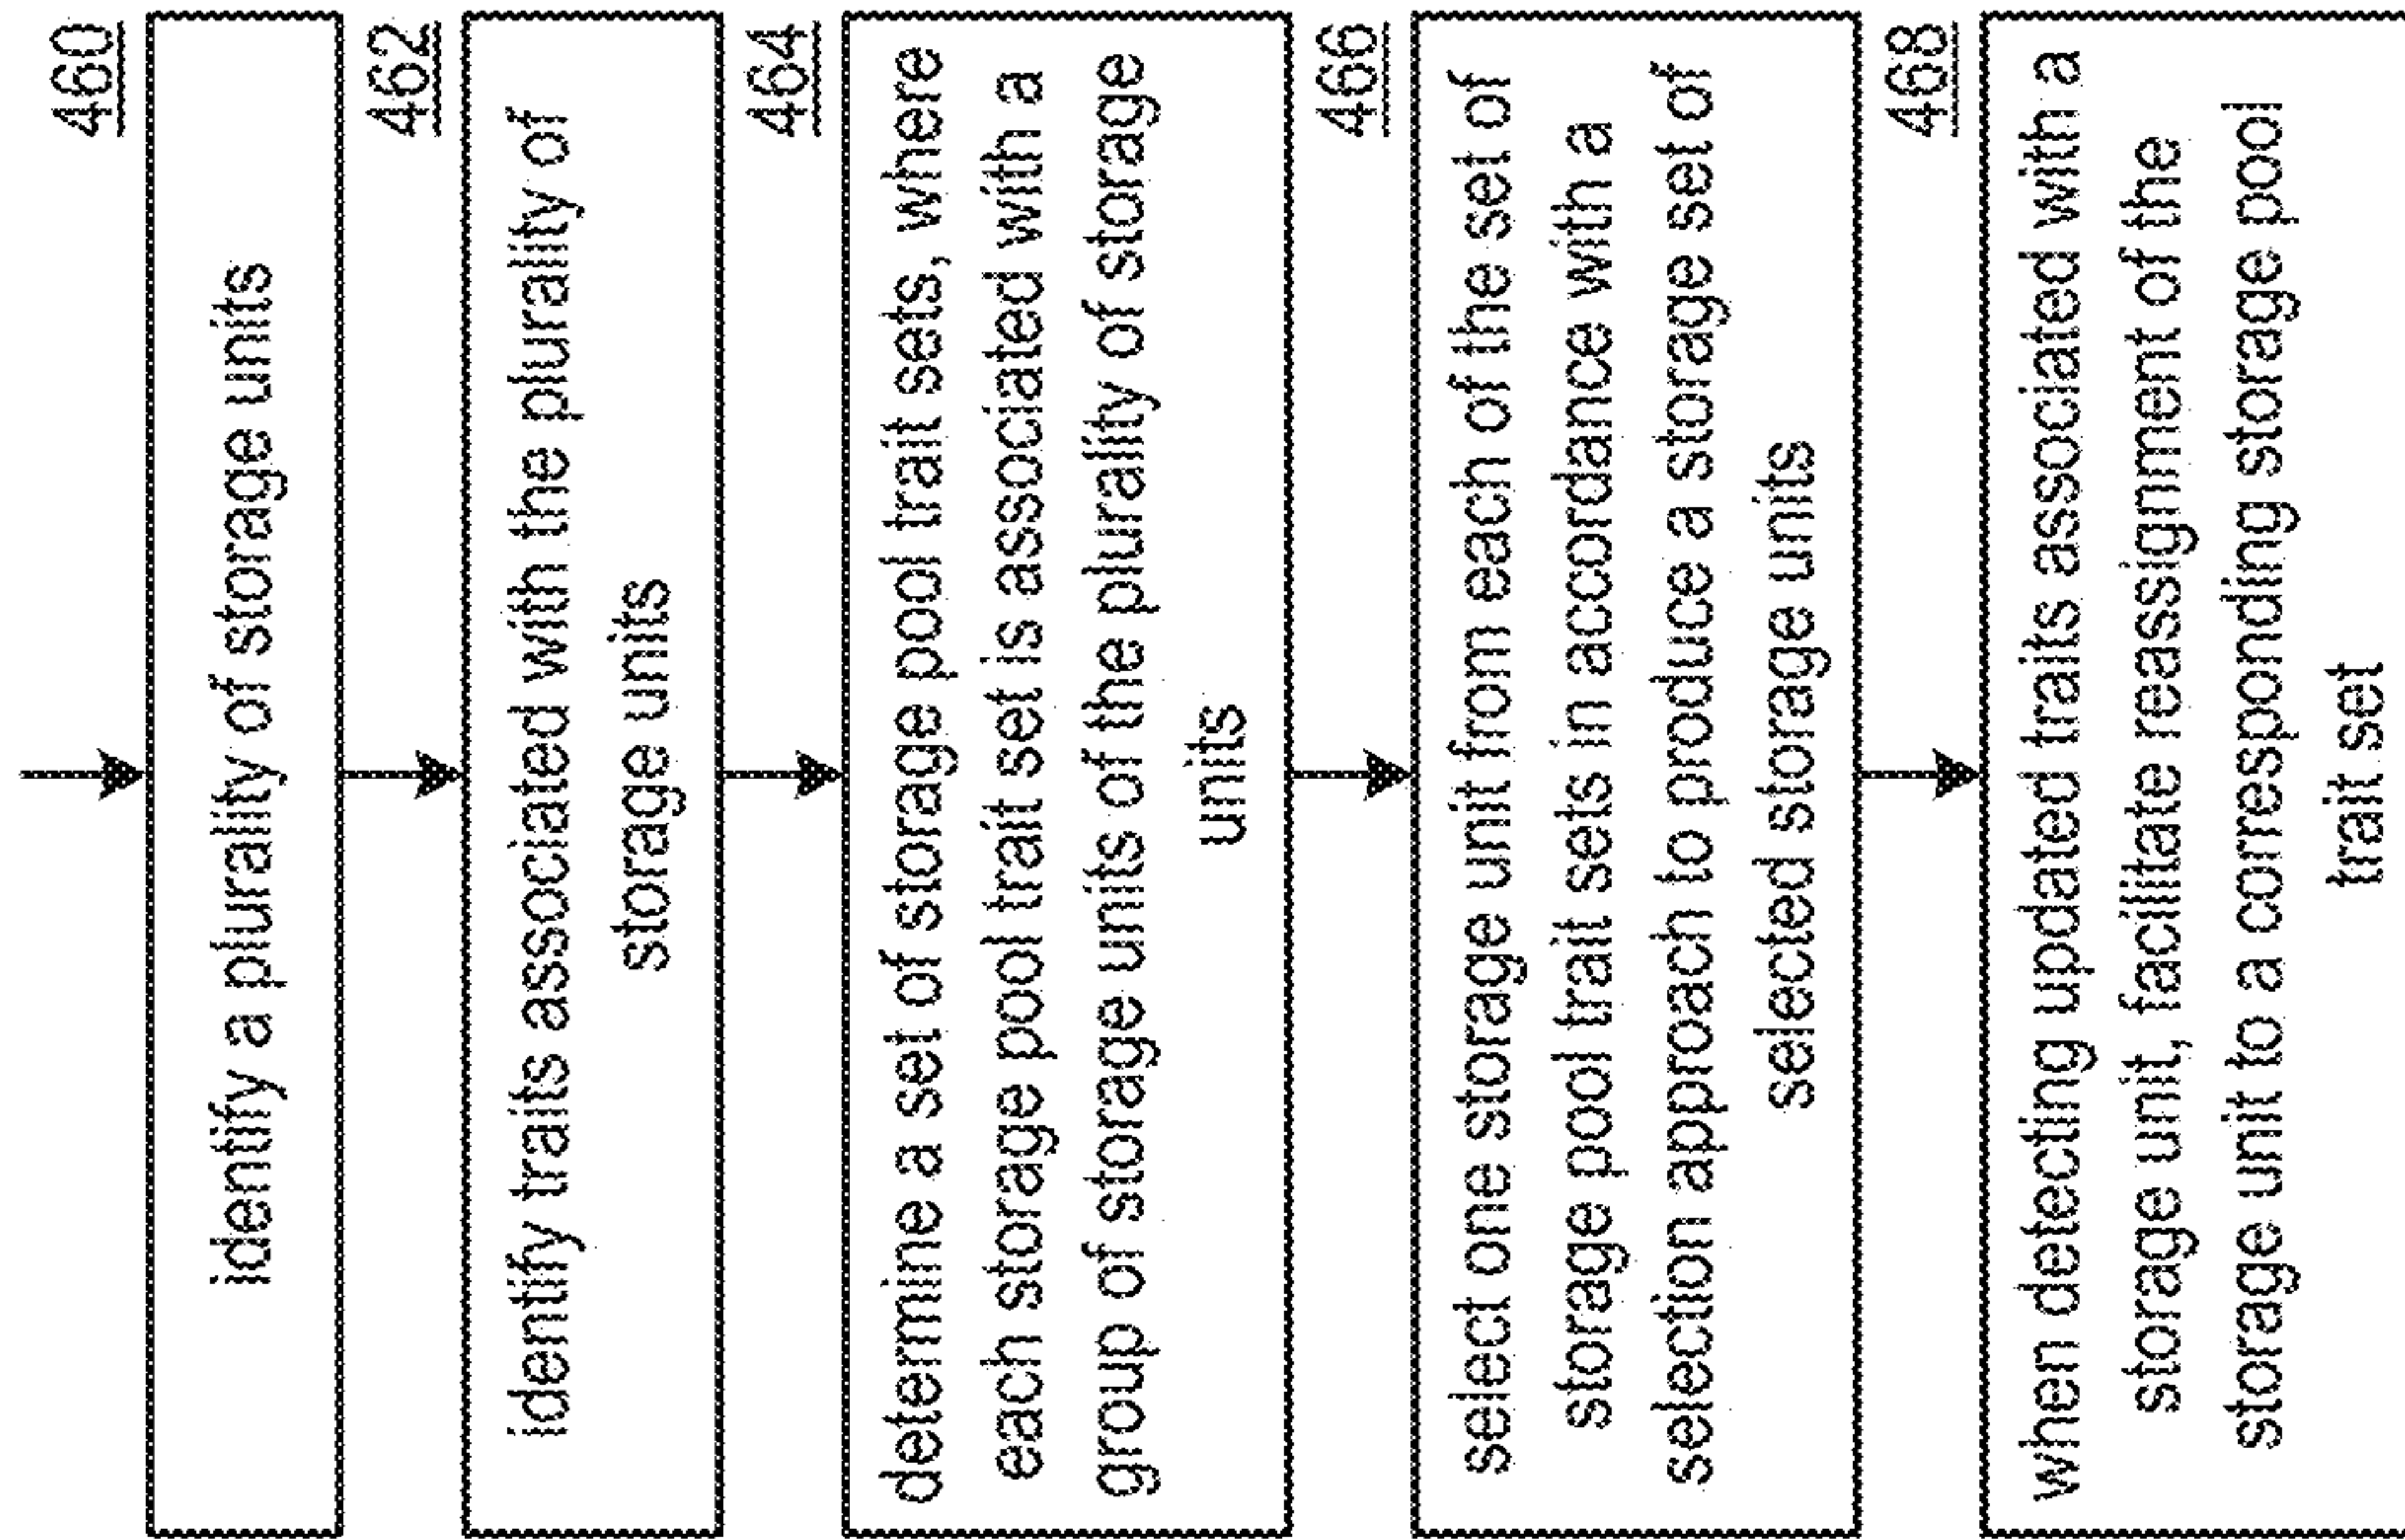 460
identify a plurality of storage units
462
identify traits associated with the plurality of
storage units
464
determine a set of storage pool trait sets, where
each storage pool trait set is associated with a
group of storage units of the plurality of storage
units
466
select one storage unit from each of the set of
storage pool trait sets in accordance with a
selection approach to produce a storage set of
selected storage units
468
when detecting updated traits associated with a
storage unit, facilitate reassignment of the
storage unit to a corresponding storage pool
trait set